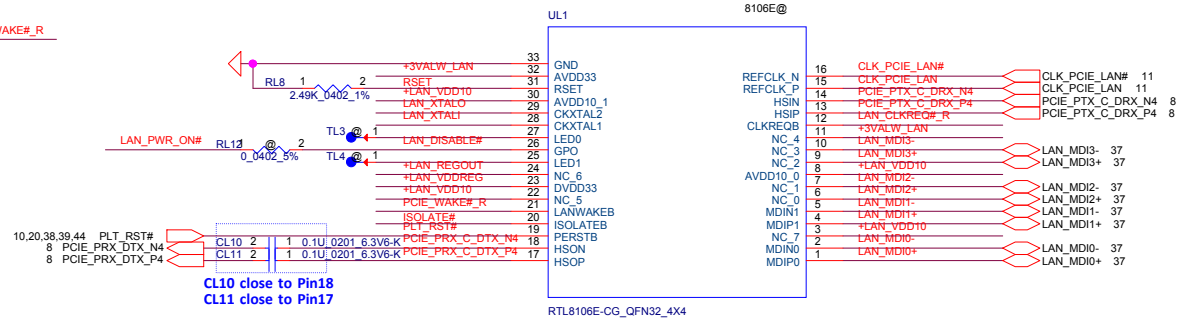 UL1
8106E@
WAKE#_R
33
GND
+3VALW_LAN
32
AVDD33
RL8
1
2
RSET
31
RSET
2.49K_0402_1%
+LAN_VDD10
30
AVDD10_1
LAN_XTALO
29
CKXTAL2
LAN_XTALI
28
CKXTAL1
TL3
@
1
27
LED0
LAN_PWR_ON#
RL12
@
2
LAN_DISABLE#
26
GPO
0_0402_5%
TL4
@
1
25
LED1
+LAN_REGOUT
24
NC_6
+LAN_VDDREG
23
DVDD33
+LAN_VDD10
22
NC_5
PCIE_WAKE#_R
21
LANWAKEB
ISOLATE#
20
ISOLATEB
10,20,38,39,44
PLT_RST#
PLT_RST#
19
PERSTB
8
PCIE_PRX_DTX_N4
CL10
2
1
0.1U_0201_6.3V6-K
PCIE_PRX_C_DTX_N4
18
HSON
8
PCIE_PRX_DTX_P4
CL11
2
1
0.1U_0201_6.3V6-K
PCIE_PRX_C_DTX_P4
17
HSOP
CL10 close to Pin18
CL11 close to Pin17
REFCLK_N
16
CLK_PCIE_LAN#
CLK_PCIE_LAN#
11
REFCLK_P
15
CLK_PCIE_LAN
CLK_PCIE_LAN
11
HSIN
14
PCIE_PTX_C_DRX_N4
PCIE_PTX_C_DRX_N4
8
HSIP
13
PCIE_PTX_C_DRX_P4
PCIE_PTX_C_DRX_P4
8
CLKREQB
12
LAN_CLKREQ#_R
NC_4
11
+3VALW_LAN
NC_3
10
LAN_MDI3-
LAN_MDI3-
37
NC_2
9
LAN_MDI3+
LAN_MDI3+
37
AVDD10_0
8
+LAN_VDD10
NC_1
7
LAN_MDI2-
LAN_MDI2-
37
NC_0
6
LAN_MDI2+
LAN_MDI2+
37
MDIN1
5
LAN_MDI1-
LAN_MDI1-
37
MDIP1
4
LAN_MDI1+
LAN_MDI1+
37
NC_7
3
+LAN_VDD10
MDIN0
2
LAN_MDI0-
LAN_MDI0-
37
MDIP0
1
LAN_MDI0+
LAN_MDI0+
37
RTL8106E-CG_QFN32_4X4